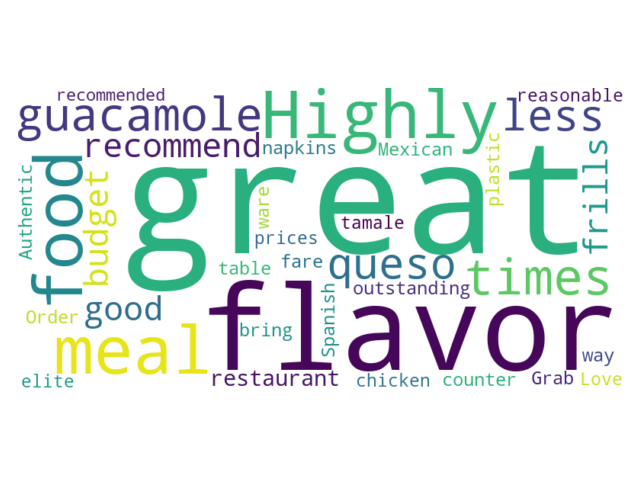 recommended
reasonable
guacamole
Highly
less
recommend
napkins
Mexican
plastic
frills
great
food
Authentic
budget
ware
tamale
prices
table
fare
queso
times
outstanding
good
Order
flavor
bring
Spanish
meal
way
elite
restaurant
chicken
counter
Grab
Love